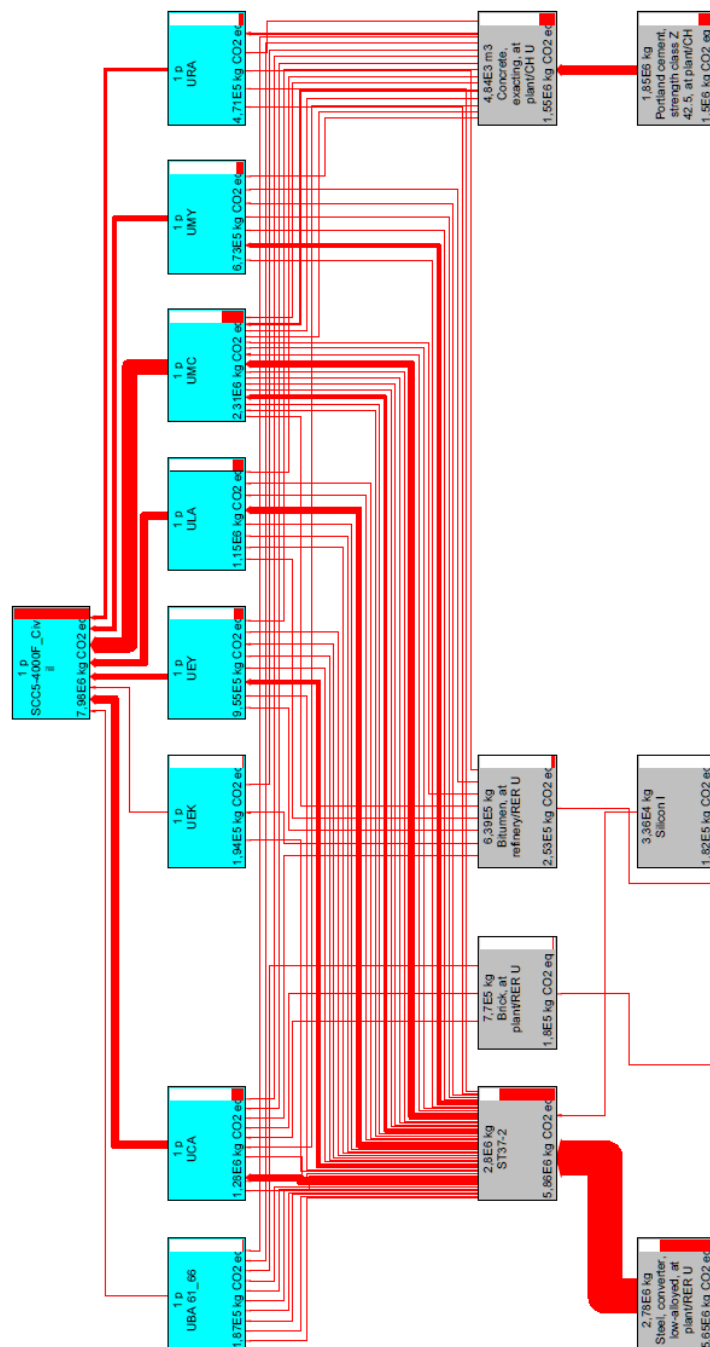 1 p
SCC5-4000F_Civ
il
7,98E6 kg CO2 eq
1 p
UBA 61_66
1,87E5 kg CO2 eq
1 p
UCA
1,28E6 kg CO2 eq
1 p
UEK
1,94E5 kg CO2 eq
1 p
UEY
9,55E5 kg CO2 eq
1 p
ULA
1,15E6 kg CO2 eq
1 p
UMC
2,31E6 kg CO2 eq
1 p
UMY
6,73E5 kg CO2 eq
1 p
URA
4,71E5 kg CO2 eq
2,8E6 kg
ST37-2
5,86E6 kg CO2 eq
7,7E5 kg
Brick, at
plant/RER U
1,8E5 kg CO2 eq
6,39E5 kg
Bitumen, at
refinery/RER U
2,53E5 kg CO2 eq
4,84E3 m3
Concrete,
exacting, at
plant/CH U
1,55E6 kg CO2 eq
2,78E6 kg
Steel, converter,
low-alloyed, at
plant/RER U
5,65E6 kg CO2 eq
3,36E4 kg
Silicon I
1,82E5 kg CO2 eq
1,85E6 kg
Portland cement,
strength class Z
42.5, at plant/CH
1,5E6 kg CO2 eq